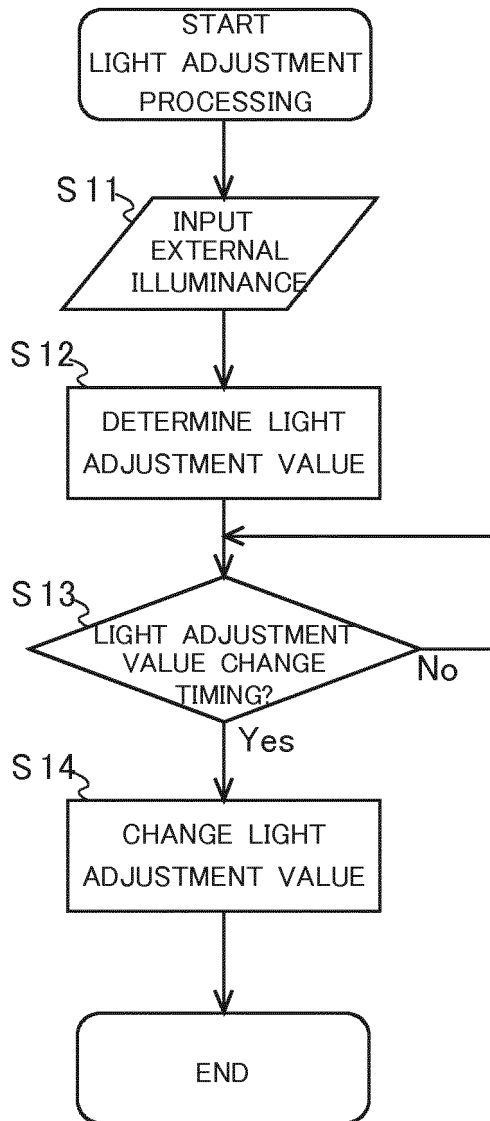 START
LIGHT ADJUSTMENT
PROCESSING
S11
INPUT
EXTERNAL
ILLUMINANCE
S12
DETERMINE LIGHT
ADJUSTMENT VALUE
S13
LIGHT ADJUSTMENT
VALUE CHANGE
TIMING?
No
Yes
S14
CHANGE LIGHT
ADJUSTMENT VALUE
END